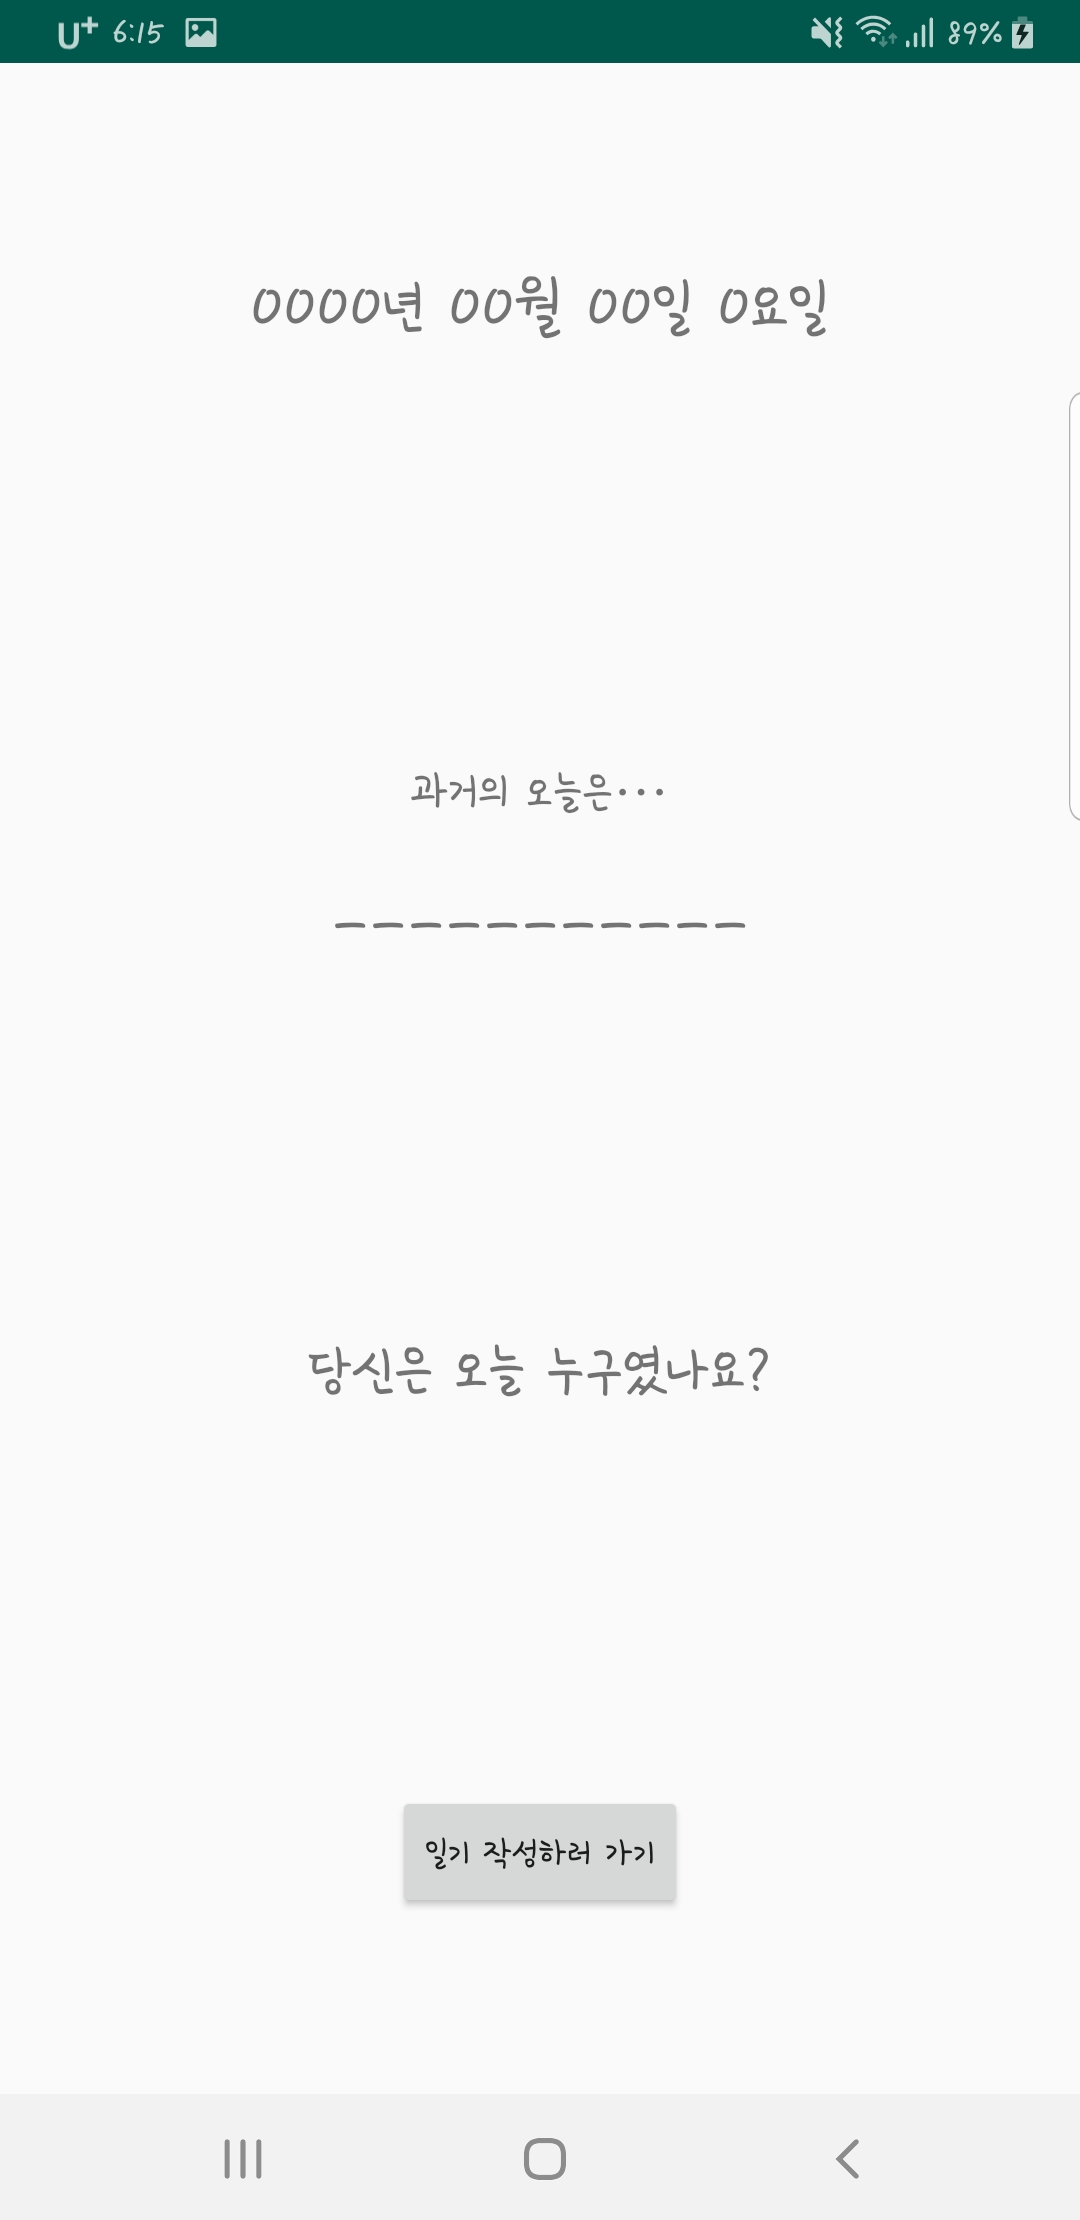 U+ 6:15 89%
0000년 00월 00일 0요일
과거의 오늘은...
___________
당신은 오늘 누구였나요?
일기 작성하러 가기